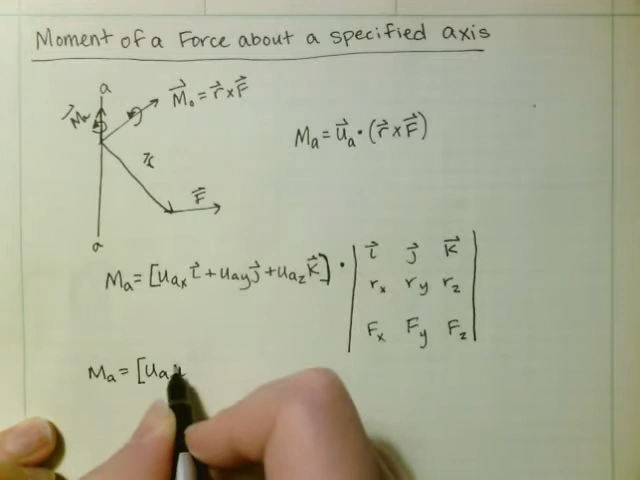 Moment of a Force about a specified axis
a
M⃗ₒ = r⃗ x F⃗
M⃗a
r⃗
F⃗
a
Ma = u⃗a • (r⃗ x F⃗)
Ma = [uax i⃗ + uay j⃗ + uaz k⃗] • | i⃗ j⃗ k⃗ |
rx ry rz
Fx Fy Fz
Ma = [ua